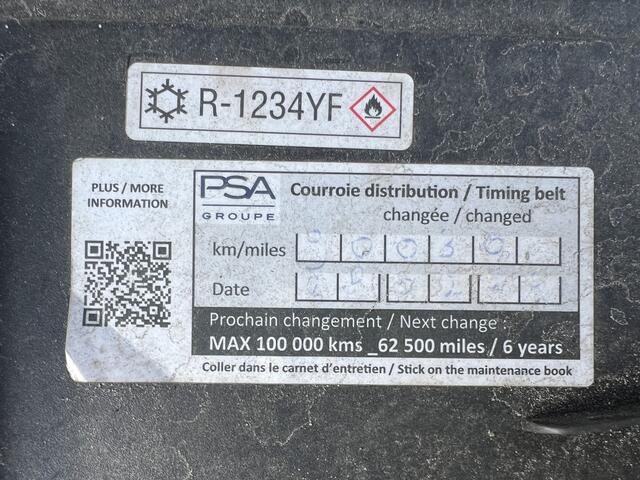 R-1234YF
PLUS / MORE
INFORMATION
PSA
GROUPE
Courroie distribution / Timing belt
changée / changed
km/miles
Date
Prochain changement / Next change :
MAX 100 000 kms _62 500 miles / 6 years
Coller dans le carnet d'entretien / Stick on the maintenance book